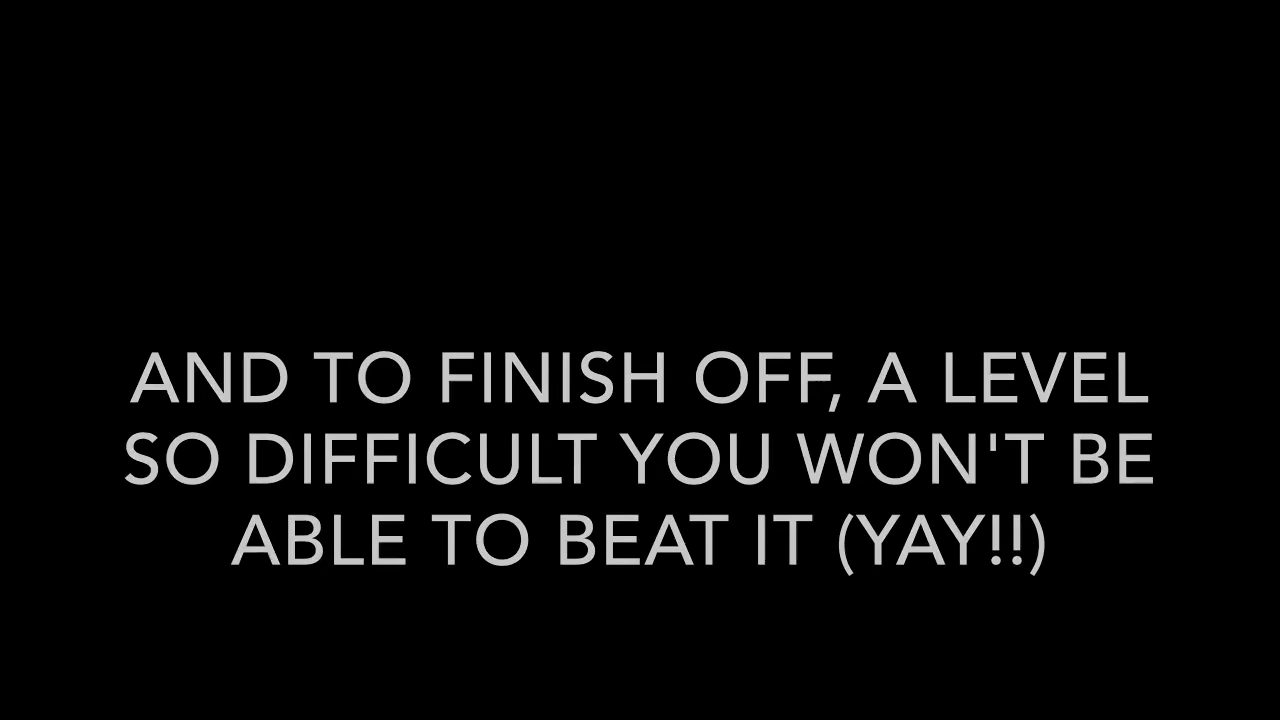 AND TO FINISH OFF, A LEVEL
SO DIFFICULT YOU WON'T BE
ABLE TO BEAT IT (YAY!!)